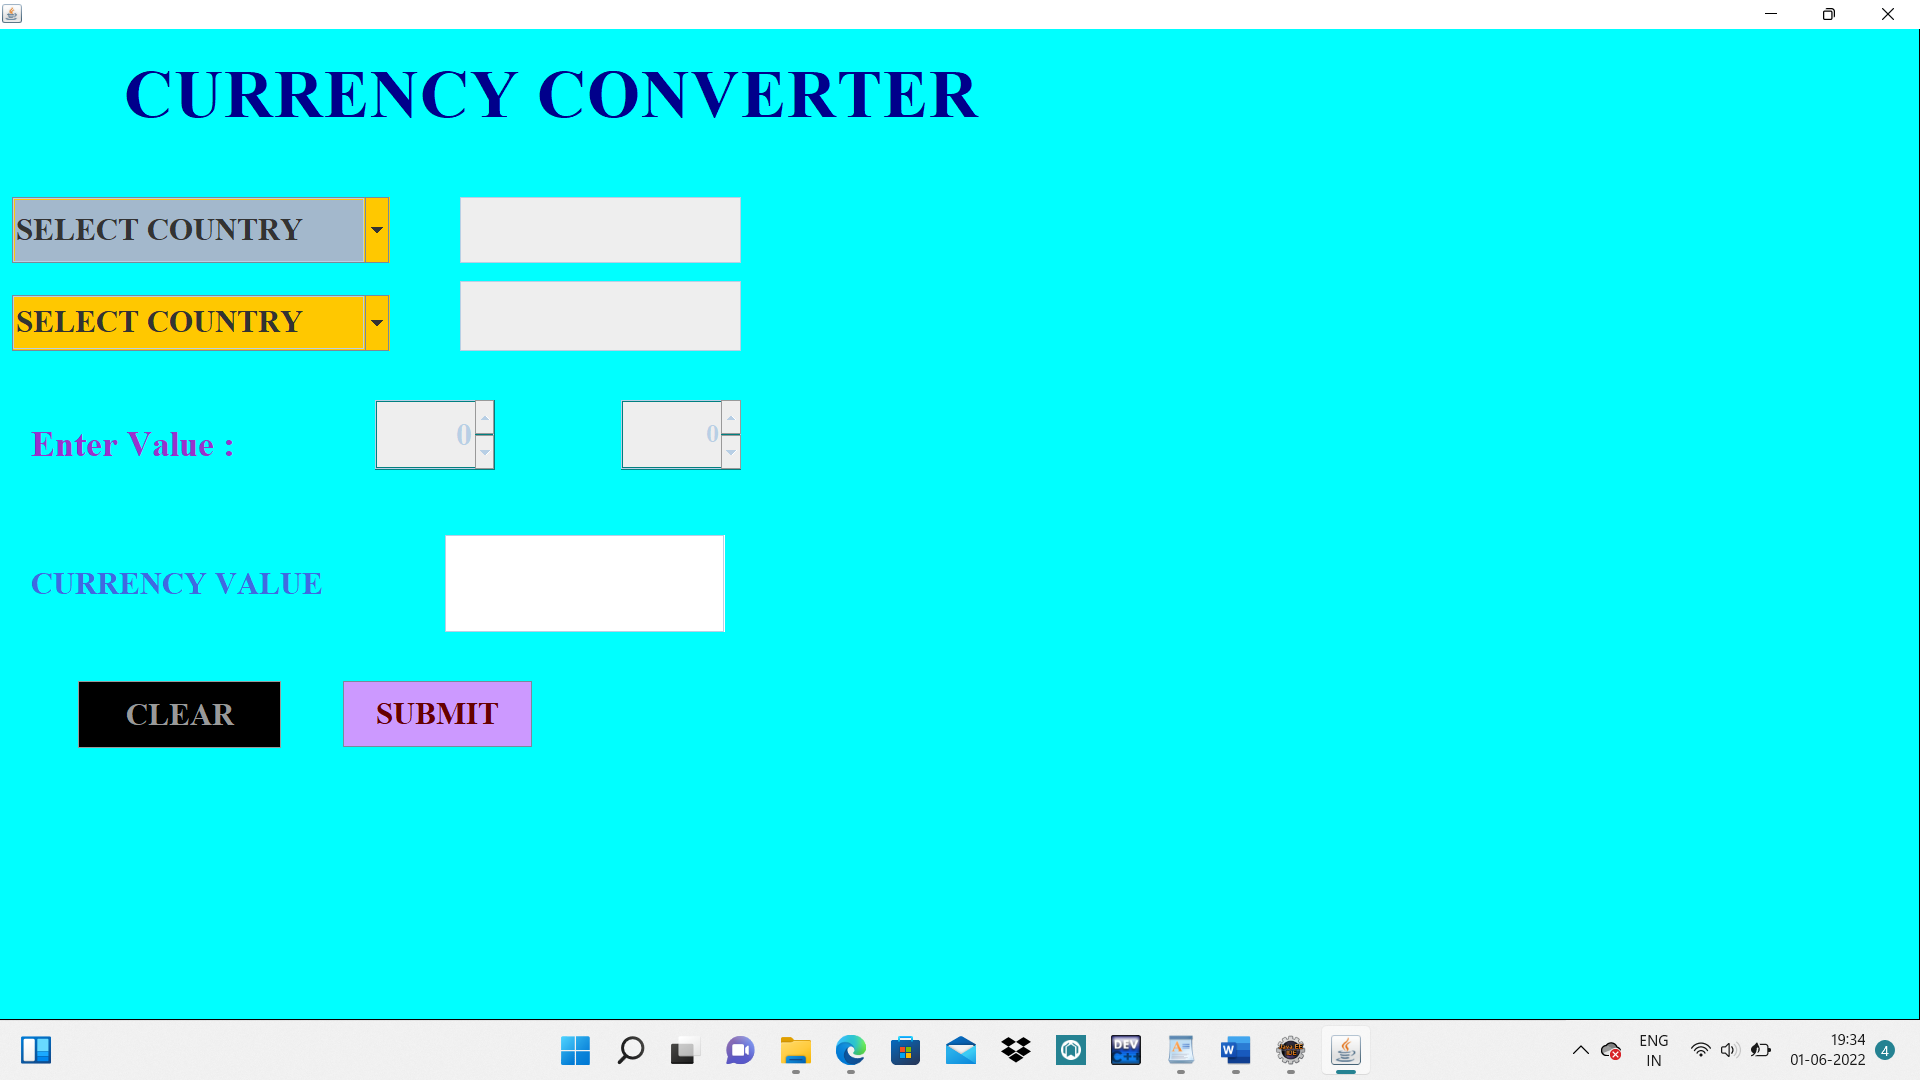 CURRENCY CONVERTER
SELECT COUNTRY
SELECT COUNTRY
Enter Value :
0
0
CURRENCY VALUE
CLEAR
SUBMIT
DEV
C++
W
ENG
IN
19:34
01-06-2022
4